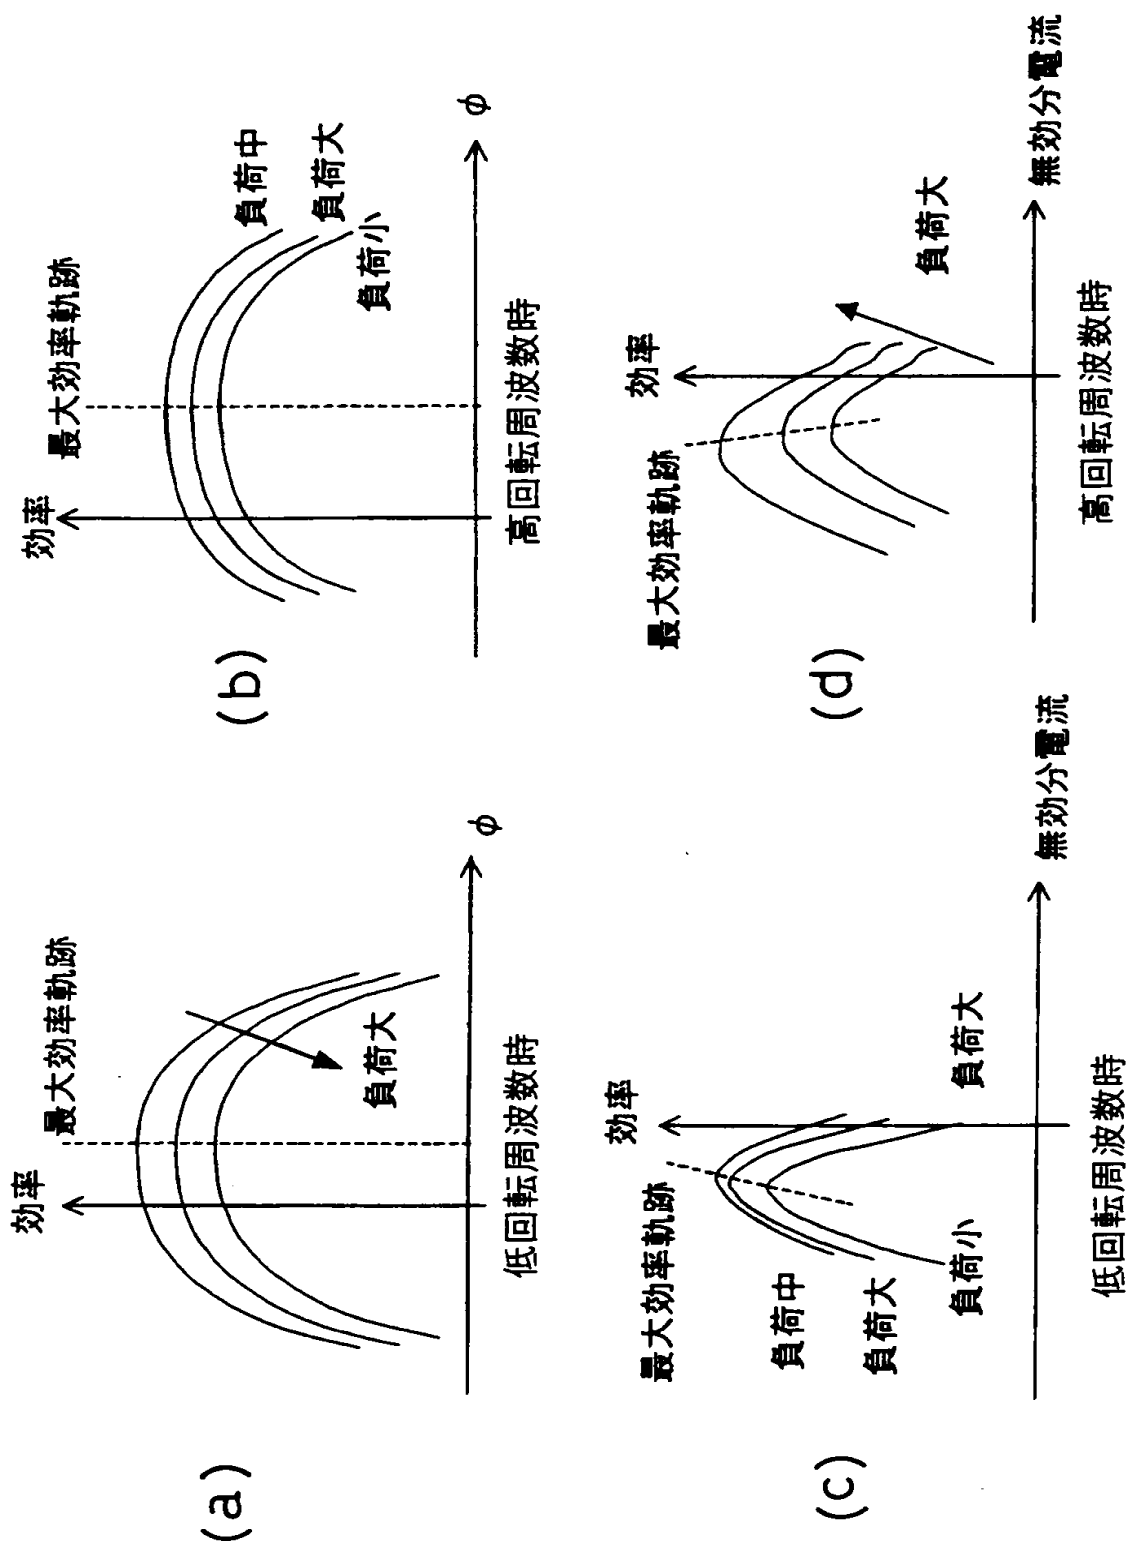 (a)
効率
最大効率軌跡
負荷大
φ
低回転周波数時
(b)
効率
最大効率軌跡
負荷中
負荷大
負荷小
φ
高回転周波数時
(c)
効率
最大効率軌跡
負荷中
負荷大
負荷小
負荷大
無効分電流
低回転周波数時
(d)
効率
最大効率軌跡
負荷大
無効分電流
高回転周波数時